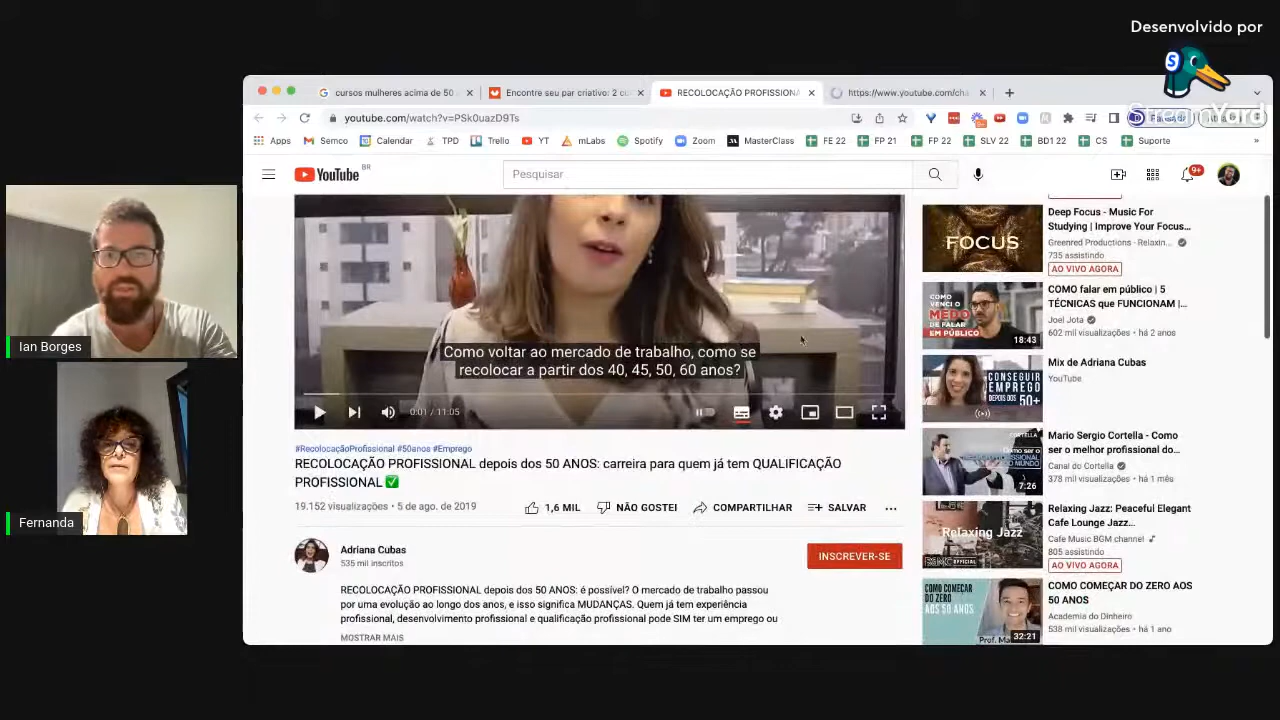 Desenvolvido por
StreamYard
cursos mulheres acima de 50
Encontre seu par criativo: 2 cu
RECOLOCAÇÃO PROFISSIONA
https://www.youtube.com/cha
youtube.com/watch?v=PSk0uazD9Ts
Apps
Semco
Calendar
TPD
Trello
YT
mLabs
Spotify
Zoom
MasterClass
FE 22
FP 21
FP 22
SLV 22
BD1 22
CS
Suporte
YouTube BR
Pesquisar
9+
Como voltar ao mercado de trabalho, como se
recolocar a partir dos 40, 45, 50, 60 anos?
0:01 / 11:05
#RecolocaçãoProfissional #50anos #Emprego
RECOLOCAÇÃO PROFISSIONAL depois dos 50 ANOS: carreira para quem já tem QUALIFICAÇÃO
PROFISSIONAL
19.152 visualizações • 5 de ago. de 2019
1,6 MIL
NÃO GOSTEI
COMPARTILHAR
SALVAR
Adriana Cubas
535 mil inscritos
INSCREVER-SE
RECOLOCAÇÃO PROFISSIONAL depois dos 50 ANOS: é possível? O mercado de trabalho passou
por uma evolução ao longo dos anos, e isso significa MUDANÇAS. Quem já tem experiência
profissional, desenvolvimento profissional e qualificação profissional pode SIM ter um emprego ou
MOSTRAR MAIS
FOCUS
Deep Focus - Music For
Studying | Improve Your Focus...
Greenred Productions - Relaxin...
735 assistindo
AO VIVO AGORA
COMO
VENCI O
MEDO
DE FALAR
EM PÚBLICO
18:43
COMO falar em público | 5
TÉCNICAS que FUNCIONAM |...
Joel Jota
602 mil visualizações • há 2 anos
CONSEGUIR
EMPREGO
DEPOIS DOS
50+
Mix de Adriana Cubas
YouTube
CORTELLA
7:26
Mario Sergio Cortella - Como
ser o melhor profissional do...
Canal do Cortella
378 mil visualizações • há 1 mês
Relaxing Jazz
OFFICIAL
Relaxing Jazz: Peaceful Elegant
Cafe Lounge Jazz...
Cafe Music BGM channel
805 assistindo
AO VIVO AGORA
COMO COMEÇAR
DO ZERO
AOS 50 ANOS
32:21
COMO COMEÇAR DO ZERO AOS
50 ANOS
Academia do Dinheiro
538 mil visualizações • há 1 ano
Ian Borges
Fernanda